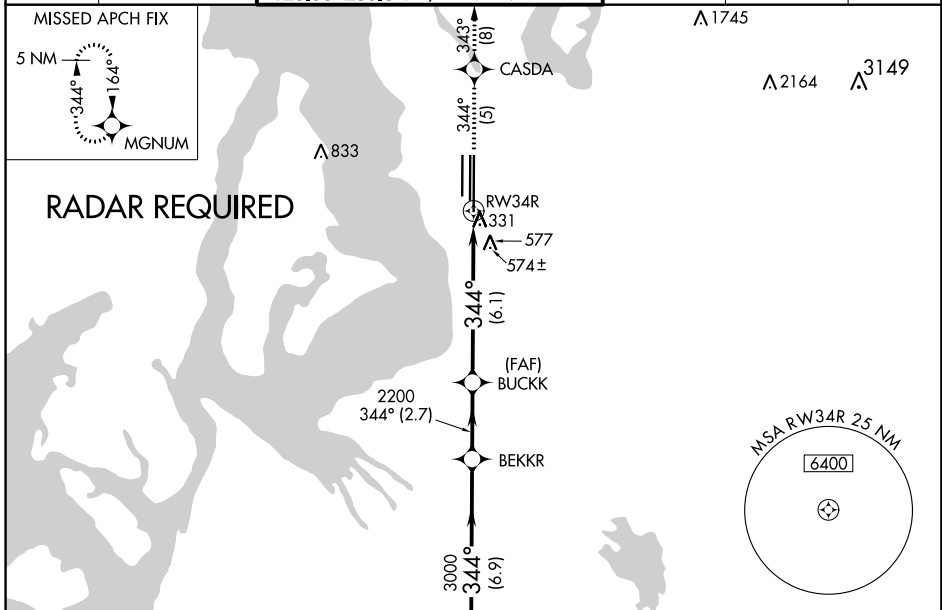 MISSED APCH FIX
5 NM
344°
164°
MGNUM
RADAR REQUIRED
343°
(8)
CASDA
344°
(5)
1745
2164
3149
833
RW34R
331
577
574±
344°
(6.1)
(FAF)
BUCKK
2200
344° (2.7)
BEKKR
3000
344°
(6.9)
MSA RW34R 25 NM
6400